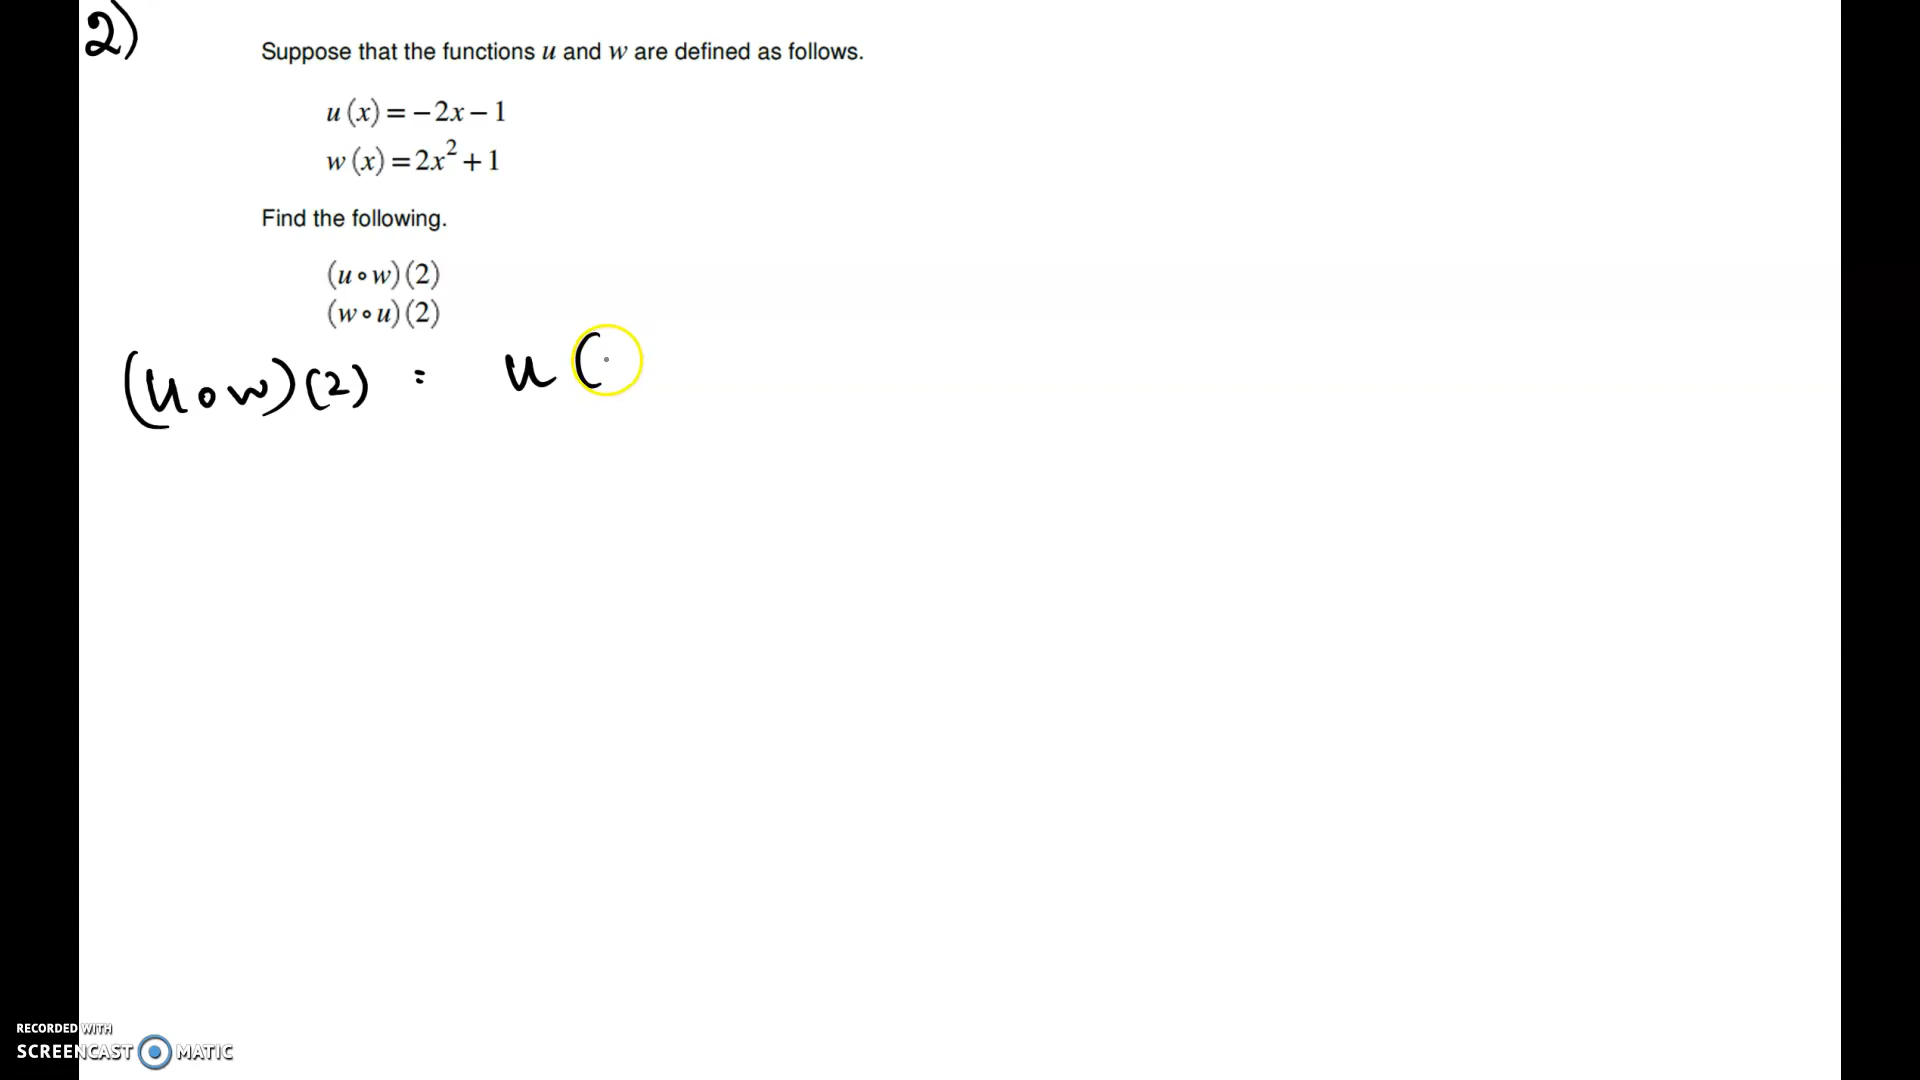 2)
Suppose that the functions u and w are defined as follows.
u (x) = −2x − 1
w (x) = 2x² + 1
Find the following.
(u ∘ w)(2)
(w ∘ u)(2)
(u ∘ w)(2) = u (
RECORDED WITH
SCREENCAST MATIC